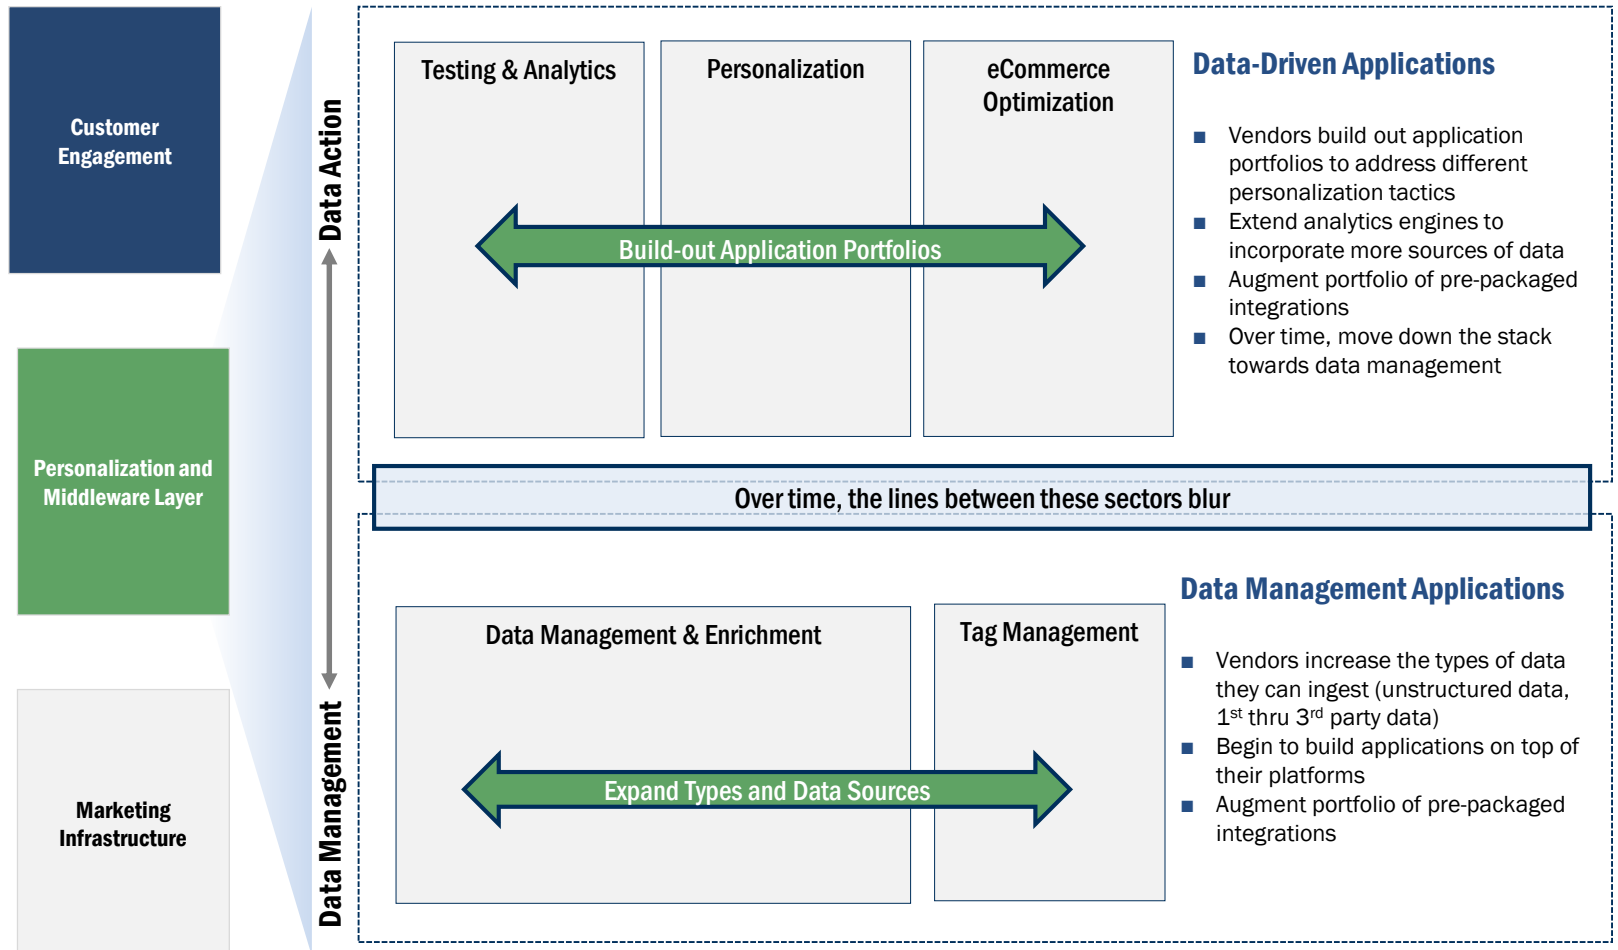 Customer
Engagement
Personalization and
Middleware Layer
Marketing
Infrastructure
Data Action
Data Management
Testing & Analytics
Personalization
eCommerce
Optimization
Build-out Application Portfolios
Data-Driven Applications
■ Vendors build out application
portfolios to address different
personalization tactics
■ Extend analytics engines to
incorporate more sources of data
■ Augment portfolio of pre-packaged
integrations
■ Over time, move down the stack
towards data management
Over time, the lines between these sectors blur
Data Management & Enrichment
Tag Management
Expand Types and Data Sources
Data Management Applications
■ Vendors increase the types of data
they can ingest (unstructured data,
1st thru 3rd party data)
■ Begin to build applications on top of
their platforms
■ Augment portfolio of pre-packaged
integrations